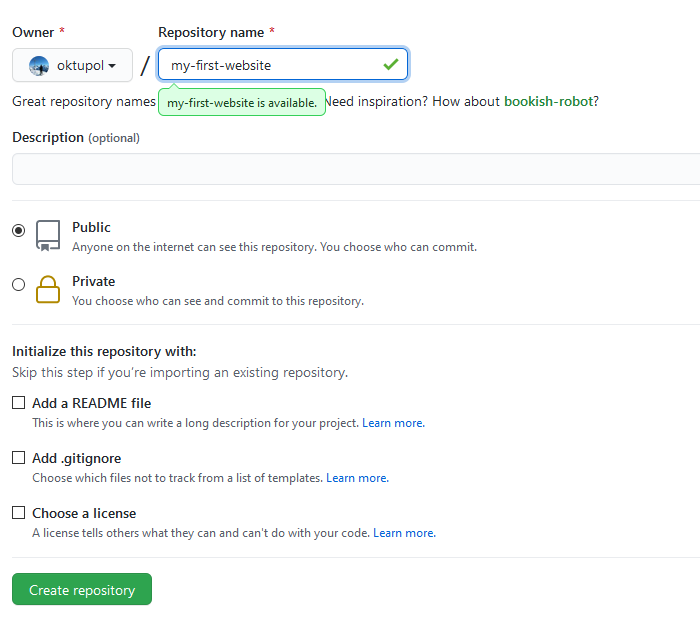 Owner *
Repository name *
oktupol
/
my-first-website
Great repository names
my-first-website is available.
Need inspiration? How about bookish-robot?
Description (optional)
Public
Anyone on the internet can see this repository. You choose who can commit.
Private
You choose who can see and commit to this repository.
Initialize this repository with:
Skip this step if you're importing an existing repository.
Add a README file
This is where you can write a long description for your project. Learn more.
Add .gitignore
Choose which files not to track from a list of templates. Learn more.
Choose a license
A license tells others what they can and can't do with your code. Learn more.
Create repository